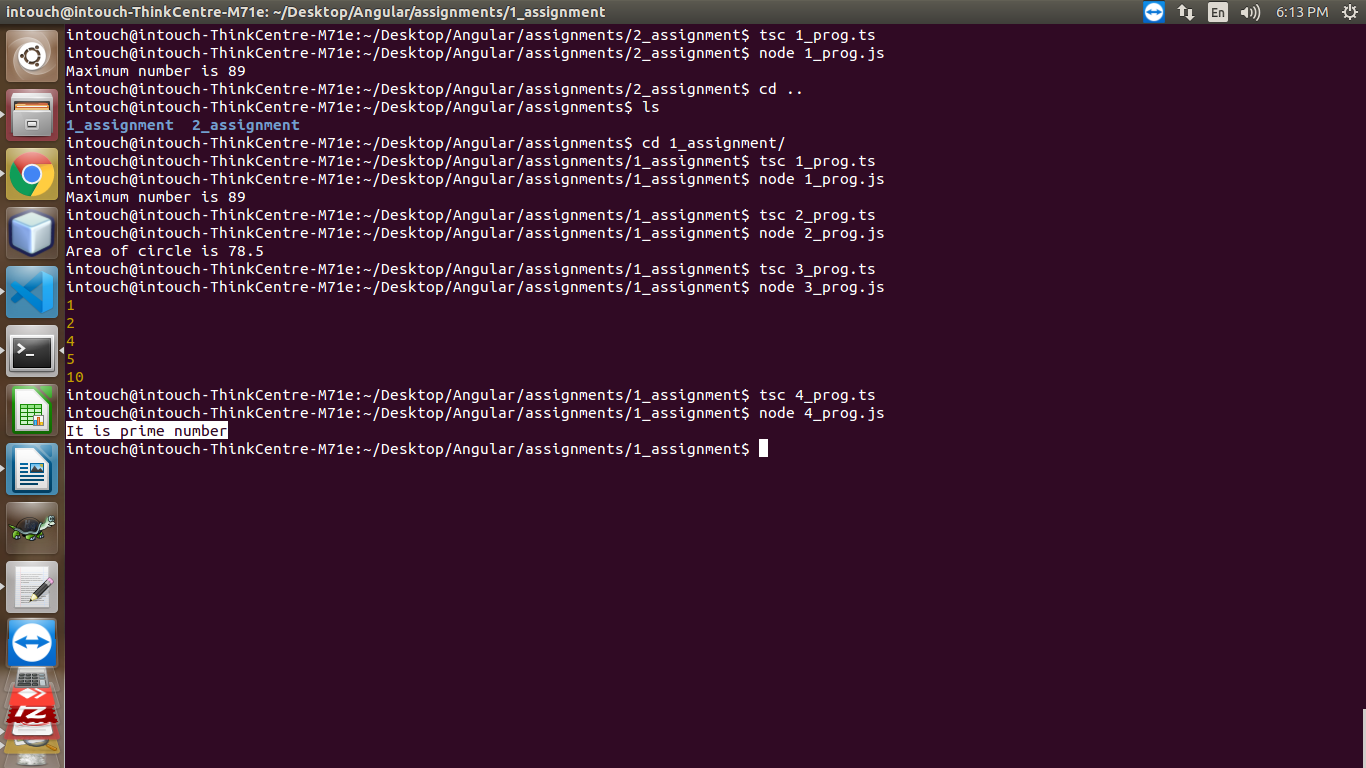 intouch@intouch-ThinkCentre-M71e: ~/Desktop/Angular/assignments/1_assignment
En
6:13 PM
intouch@intouch-ThinkCentre-M71e:~/Desktop/Angular/assignments/2_assignment$ tsc 1_prog.ts
intouch@intouch-ThinkCentre-M71e:~/Desktop/Angular/assignments/2_assignment$ node 1_prog.js
Maximum number is 89
intouch@intouch-ThinkCentre-M71e:~/Desktop/Angular/assignments/2_assignment$ cd ..
intouch@intouch-ThinkCentre-M71e:~/Desktop/Angular/assignments$ ls
1_assignment  2_assignment
intouch@intouch-ThinkCentre-M71e:~/Desktop/Angular/assignments$ cd 1_assignment/
intouch@intouch-ThinkCentre-M71e:~/Desktop/Angular/assignments/1_assignment$ tsc 1_prog.ts
intouch@intouch-ThinkCentre-M71e:~/Desktop/Angular/assignments/1_assignment$ node 1_prog.js
Maximum number is 89
intouch@intouch-ThinkCentre-M71e:~/Desktop/Angular/assignments/1_assignment$ tsc 2_prog.ts
intouch@intouch-ThinkCentre-M71e:~/Desktop/Angular/assignments/1_assignment$ node 2_prog.js
Area of circle is 78.5
intouch@intouch-ThinkCentre-M71e:~/Desktop/Angular/assignments/1_assignment$ tsc 3_prog.ts
intouch@intouch-ThinkCentre-M71e:~/Desktop/Angular/assignments/1_assignment$ node 3_prog.js
1
2
4
5
10
intouch@intouch-ThinkCentre-M71e:~/Desktop/Angular/assignments/1_assignment$ tsc 4_prog.ts
intouch@intouch-ThinkCentre-M71e:~/Desktop/Angular/assignments/1_assignment$ node 4_prog.js
It is prime number
intouch@intouch-ThinkCentre-M71e:~/Desktop/Angular/assignments/1_assignment$